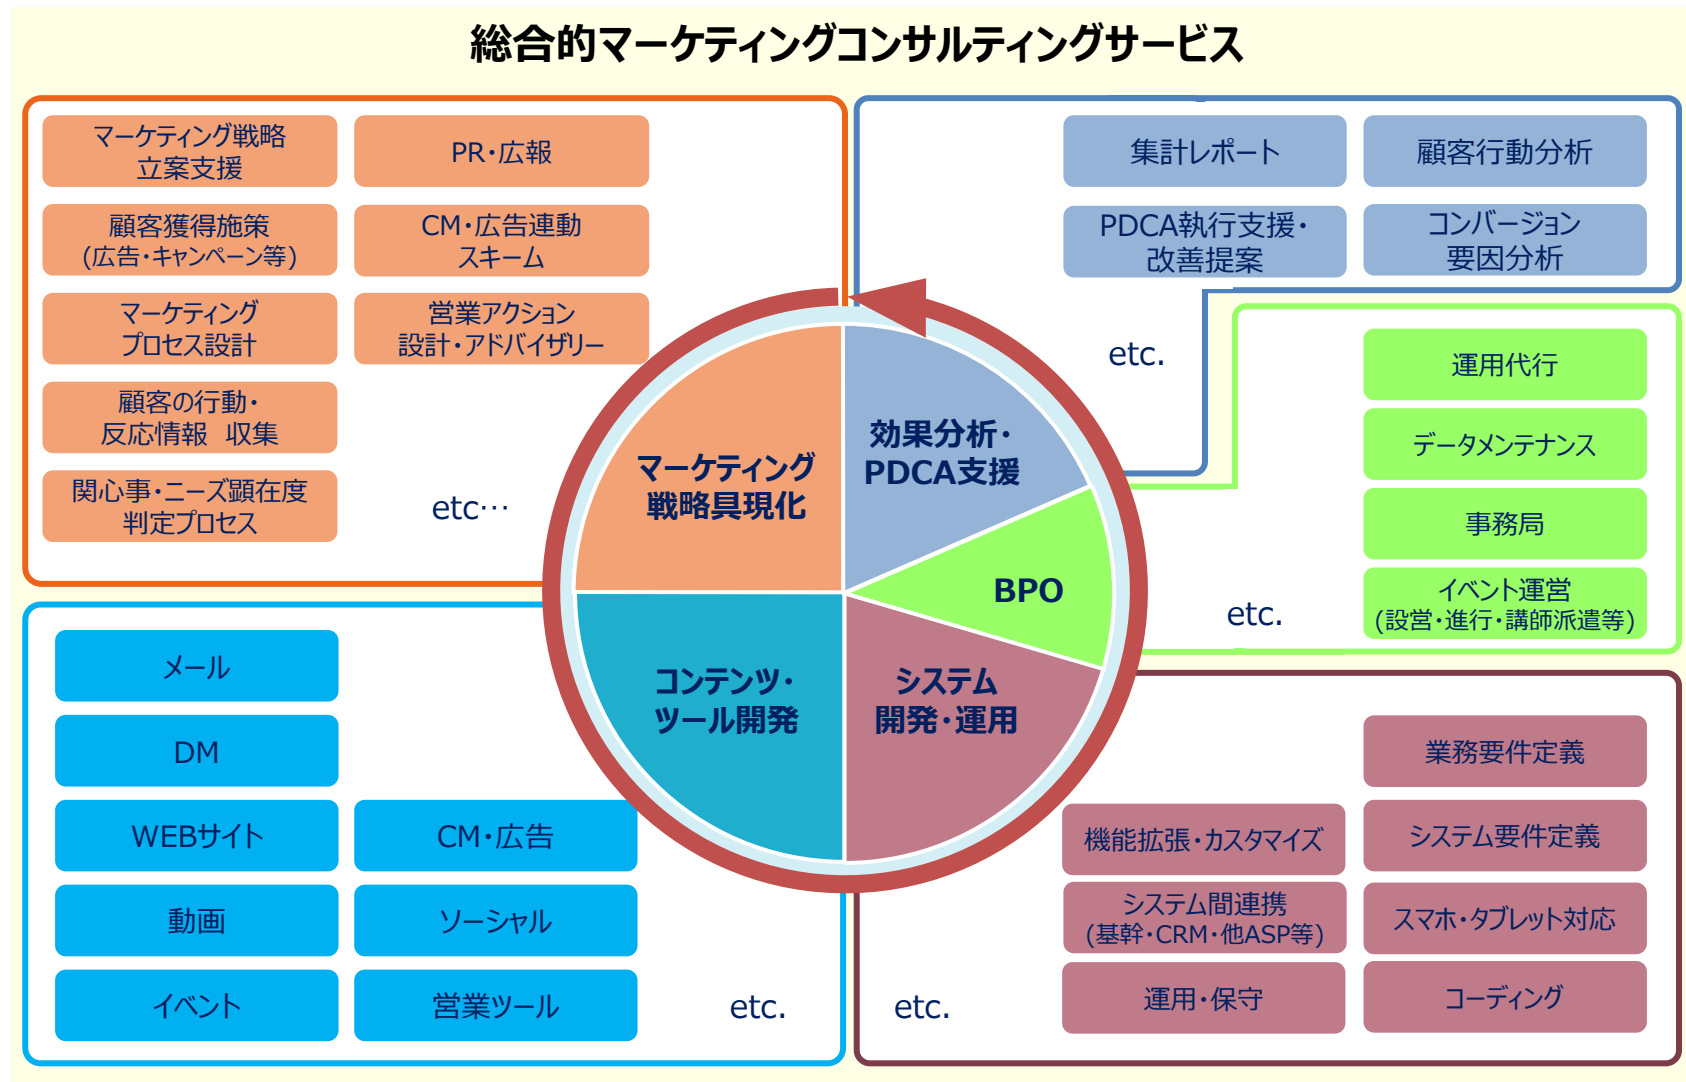 総合的マーケティングコンサルティングサービス
マーケティング戦略
立案支援
PR・広報
顧客獲得施策
(広告・キャンペーン等)
CM・広告連動
スキーム
マーケティング
プロセス設計
営業アクション
設計・アドバイザリー
顧客の行動・
反応情報　収集
関心事・ニーズ顕在度
判定プロセス
etc…
集計レポート
顧客行動分析
PDCA執行支援・
改善提案
コンバージョン
要因分析
etc.
運用代行
データメンテナンス
事務局
イベント運営
(設営・進行・講師派遣等)
etc.
マーケティング
戦略具現化
効果分析・
PDCA支援
BPO
コンテンツ・
ツール開発
システム
開発・運用
メール
DM
WEBサイト
CM・広告
動画
ソーシャル
イベント
営業ツール
etc.
業務要件定義
機能拡張・カスタマイズ
システム要件定義
システム間連携
(基幹・CRM・他ASP等)
スマホ・タブレット対応
運用・保守
コーディング
etc.